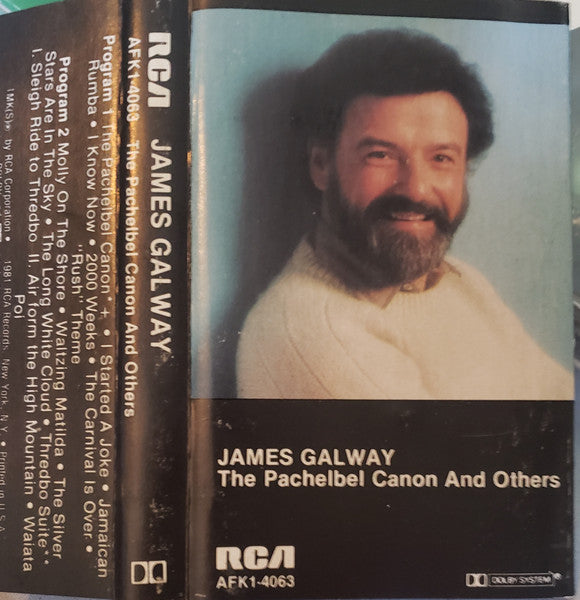 JAMES GALWAY
The Pachelbel Canon And Others
RCA
AFK1-4063
DOLBY SYSTEM
RCA JAMES GALWAY
AFK1-4063 The Pachelbel Canon And Others
Program 1 The Pachelbel Canon*+ • I Started A Joke • Jamaican
Rumba • I Know Now • 2000 Weeks • The Carnival Is Over •
"Rush" Theme
Program 2 Molly On The Shore • Waltzing Matilda • The Silver
Stars Are In The Sky • The Long White Cloud • Thredbo Suite*
I. Sleigh Ride to Thredbo II. Air form the High Mountain • Waiata
Poi
TMK(S)® by RCA Corporation • 1981 RCA Records, New York, N.Y. • Printed in U.S.A.